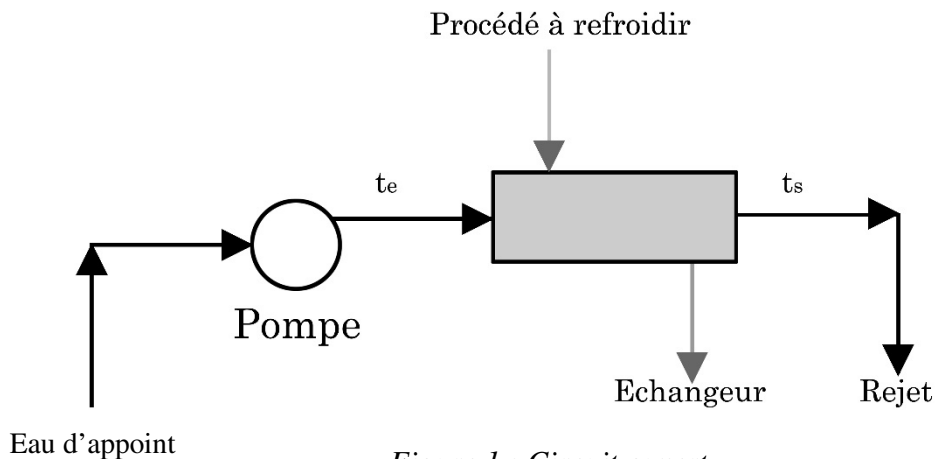 Procédé à refroidir
te
ts
Pompe
Echangeur
Rejet
Eau d'appoint